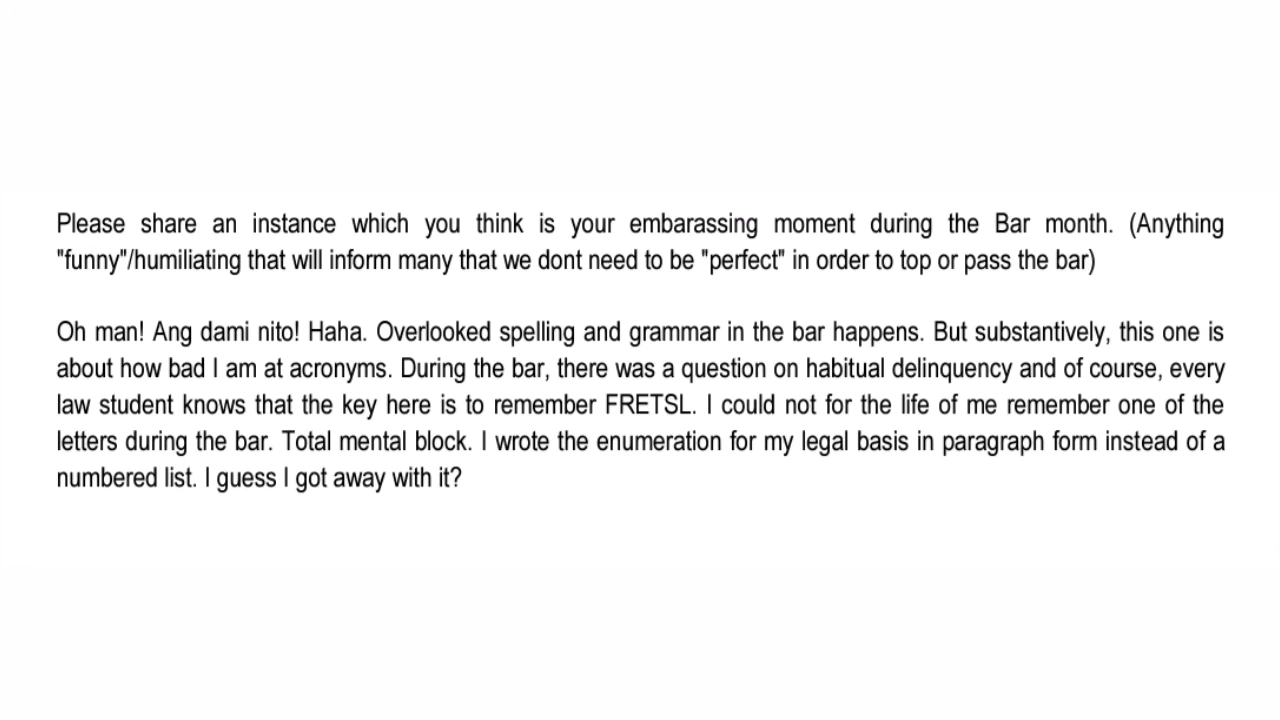 Please share an instance which you think is your embarassing moment during the Bar month. (Anything
"funny"/humiliating that will inform many that we dont need to be "perfect" in order to top or pass the bar)
Oh man! Ang dami nito! Haha. Overlooked spelling and grammar in the bar happens. But substantively, this one is
about how bad I am at acronyms. During the bar, there was a question on habitual delinquency and of course, every
law student knows that the key here is to remember FRETSL. I could not for the life of me remember one of the
letters during the bar. Total mental block. I wrote the enumeration for my legal basis in paragraph form instead of a
numbered list. I guess I got away with it?